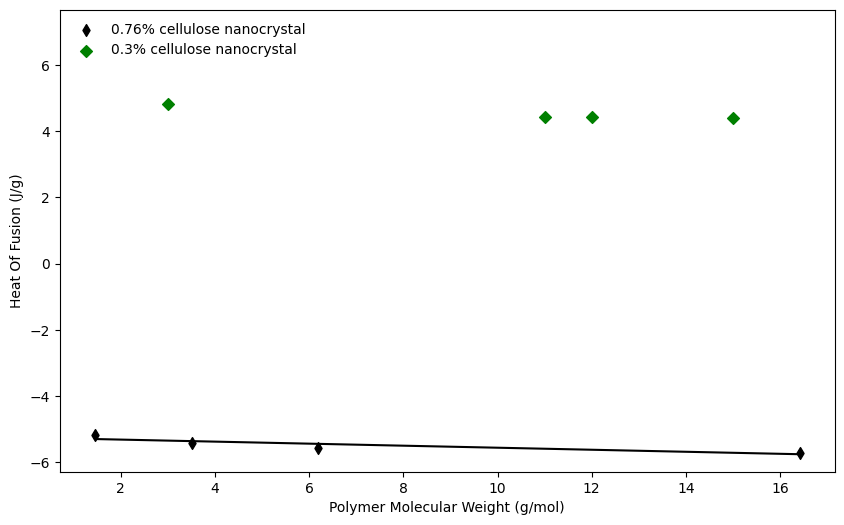 0.76% cellulose nanocrystal
0.3% cellulose nanocrystal
6
4
2
0
−2
−4
−6
Heat Of Fusion (J/g)
2 4 6 8 10 12 14 16
Polymer Molecular Weight (g/mol)